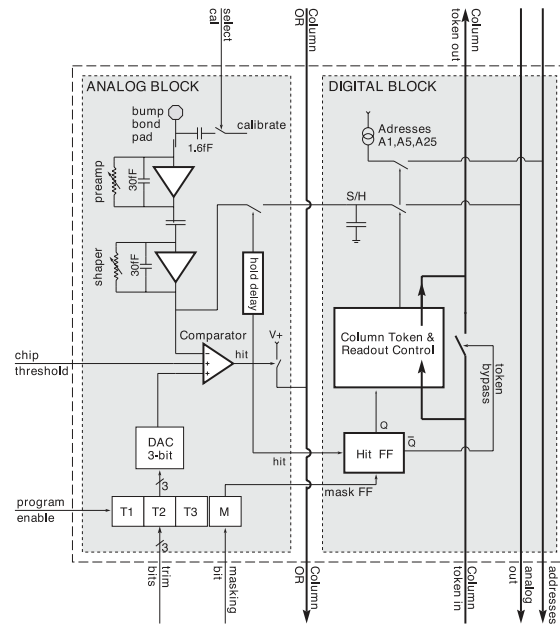 select
cal
Column
OR
Column
token out
ANALOG BLOCK
DIGITAL BLOCK
bump
bond
pad
calibrate
1.6fF
Adresses
A1,A5,A25
preamp
30fF
S/H
shaper
30fF
hold delay
Comparator
V+
hit
Column Token &
Readout Control
chip
threshold
token
bypass
DAC
3-bit
Q
Q̅
Hit FF
hit
3
mask FF
program
enable
T1
T2
T3
M
3
trim
bits
masking
bit
Column
OR
Column
token in
analog
out
addresses
-
+
+